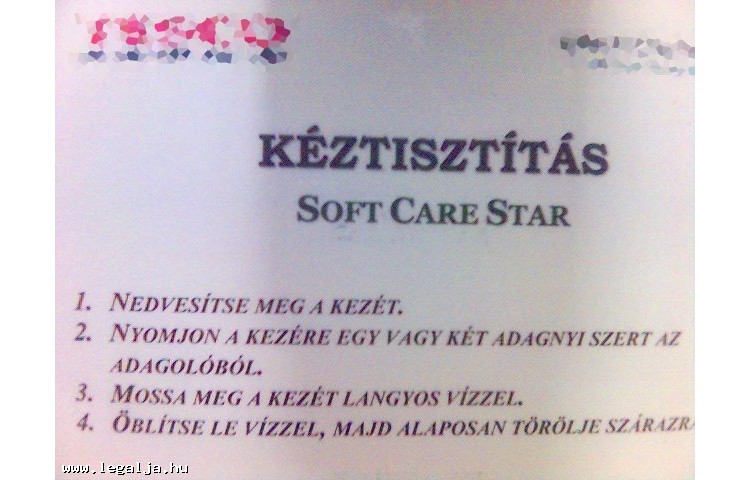 KÉZTISZTÍTÁS
SOFT CARE STAR
1. NEDVESÍTSE MEG A KEZÉT.
2. NYOMJON A KEZÉRE EGY VAGY KÉT ADAGNYI SZERT AZ
ADAGOLÓBÓL.
3. MOSSA MEG A KEZÉT LANGYOS VÍZZEL.
4. ÖBLÍTSE LE VÍZZEL, MAJD ALAPOSAN TÖRÖLJE SZÁRAZRA
www.legalja.hu